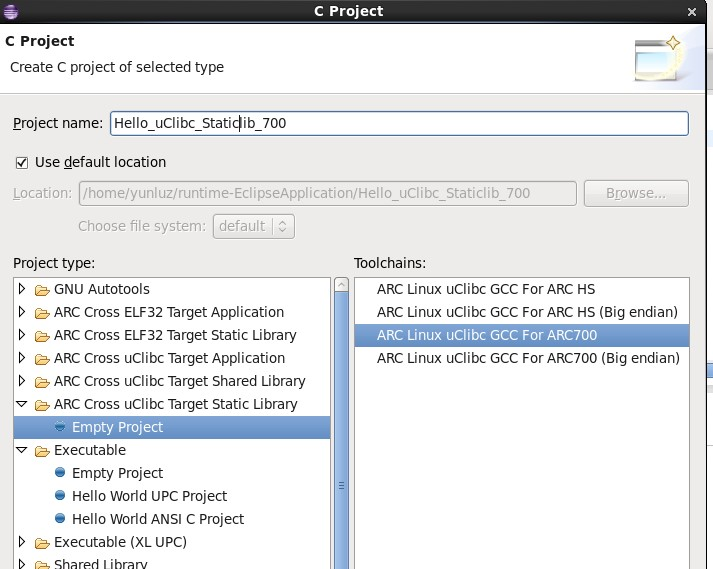 C Project
C Project
Create C project of selected type
Project name: Hello_uClibc_Staticlib_700
Use default location
Location: /home/yunluz/runtime-EclipseApplication/Hello_uClibc_Staticlib_700 Browse...
Choose file system: default
Project type:
GNU Autotools
ARC Cross ELF32 Target Application
ARC Cross ELF32 Target Static Library
ARC Cross uClibc Target Application
ARC Cross uClibc Target Shared Library
ARC Cross uClibc Target Static Library
Empty Project
Executable
Empty Project
Hello World UPC Project
Hello World ANSI C Project
Executable (XL UPC)
Shared Library
Toolchains:
ARC Linux uClibc GCC For ARC HS
ARC Linux uClibc GCC For ARC HS (Big endian)
ARC Linux uClibc GCC For ARC700
ARC Linux uClibc GCC For ARC700 (Big endian)